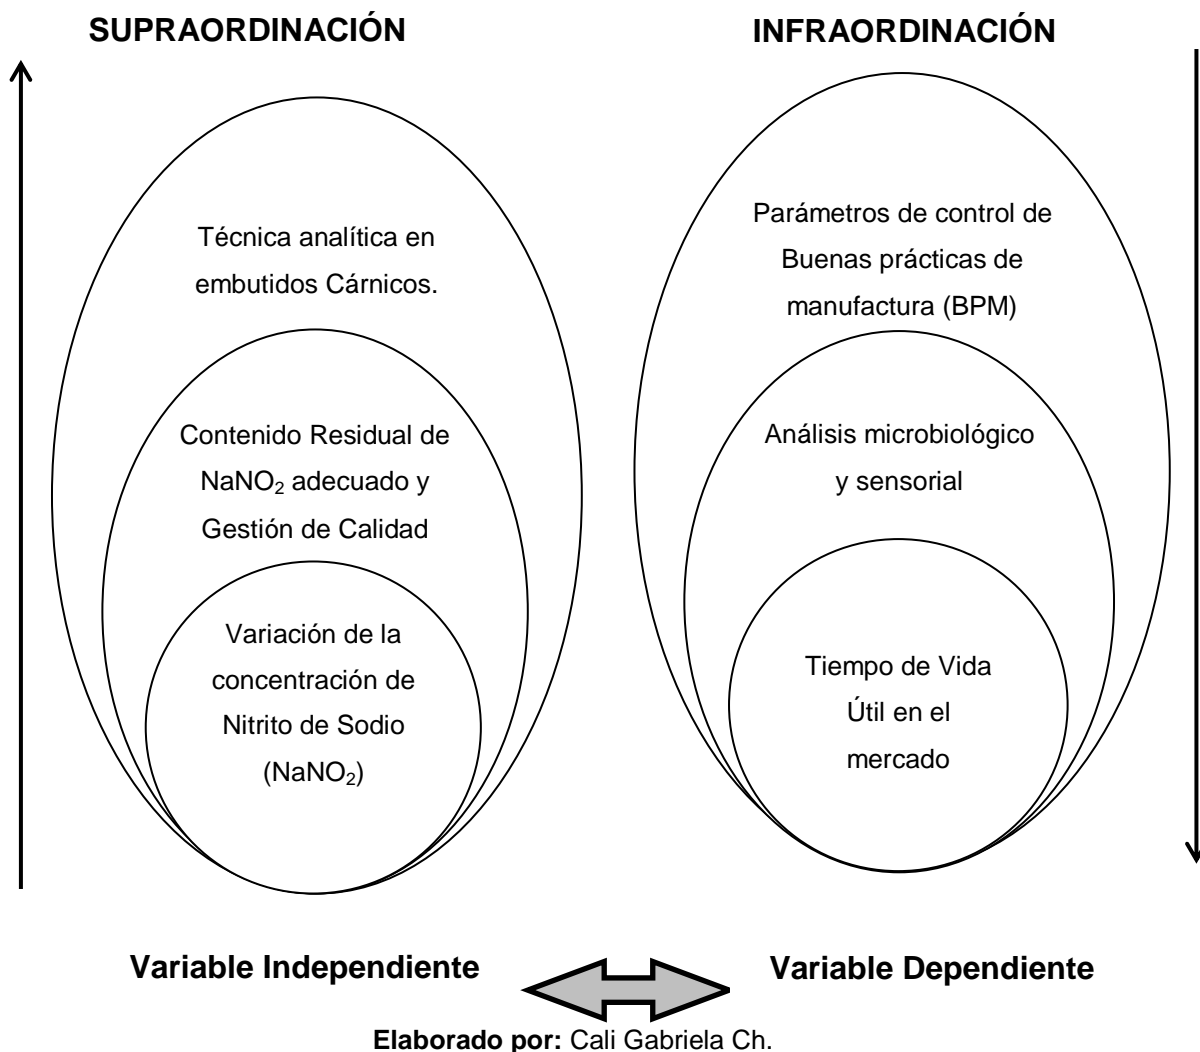 SUPRAORDINACIÓN
INFRAORDINACIÓN
Técnica analítica en
embutidos Cárnicos.
Contenido Residual de
NaNO₂ adecuado y
Gestión de Calidad
Variación de la
concentración de
Nitrito de Sodio
(NaNO₂)
Parámetros de control de
Buenas prácticas de
manufactura (BPM)
Análisis microbiológico
y sensorial
Tiempo de Vida
Útil en el
mercado
Variable Independiente
Variable Dependiente
Elaborado por: Cali Gabriela Ch.